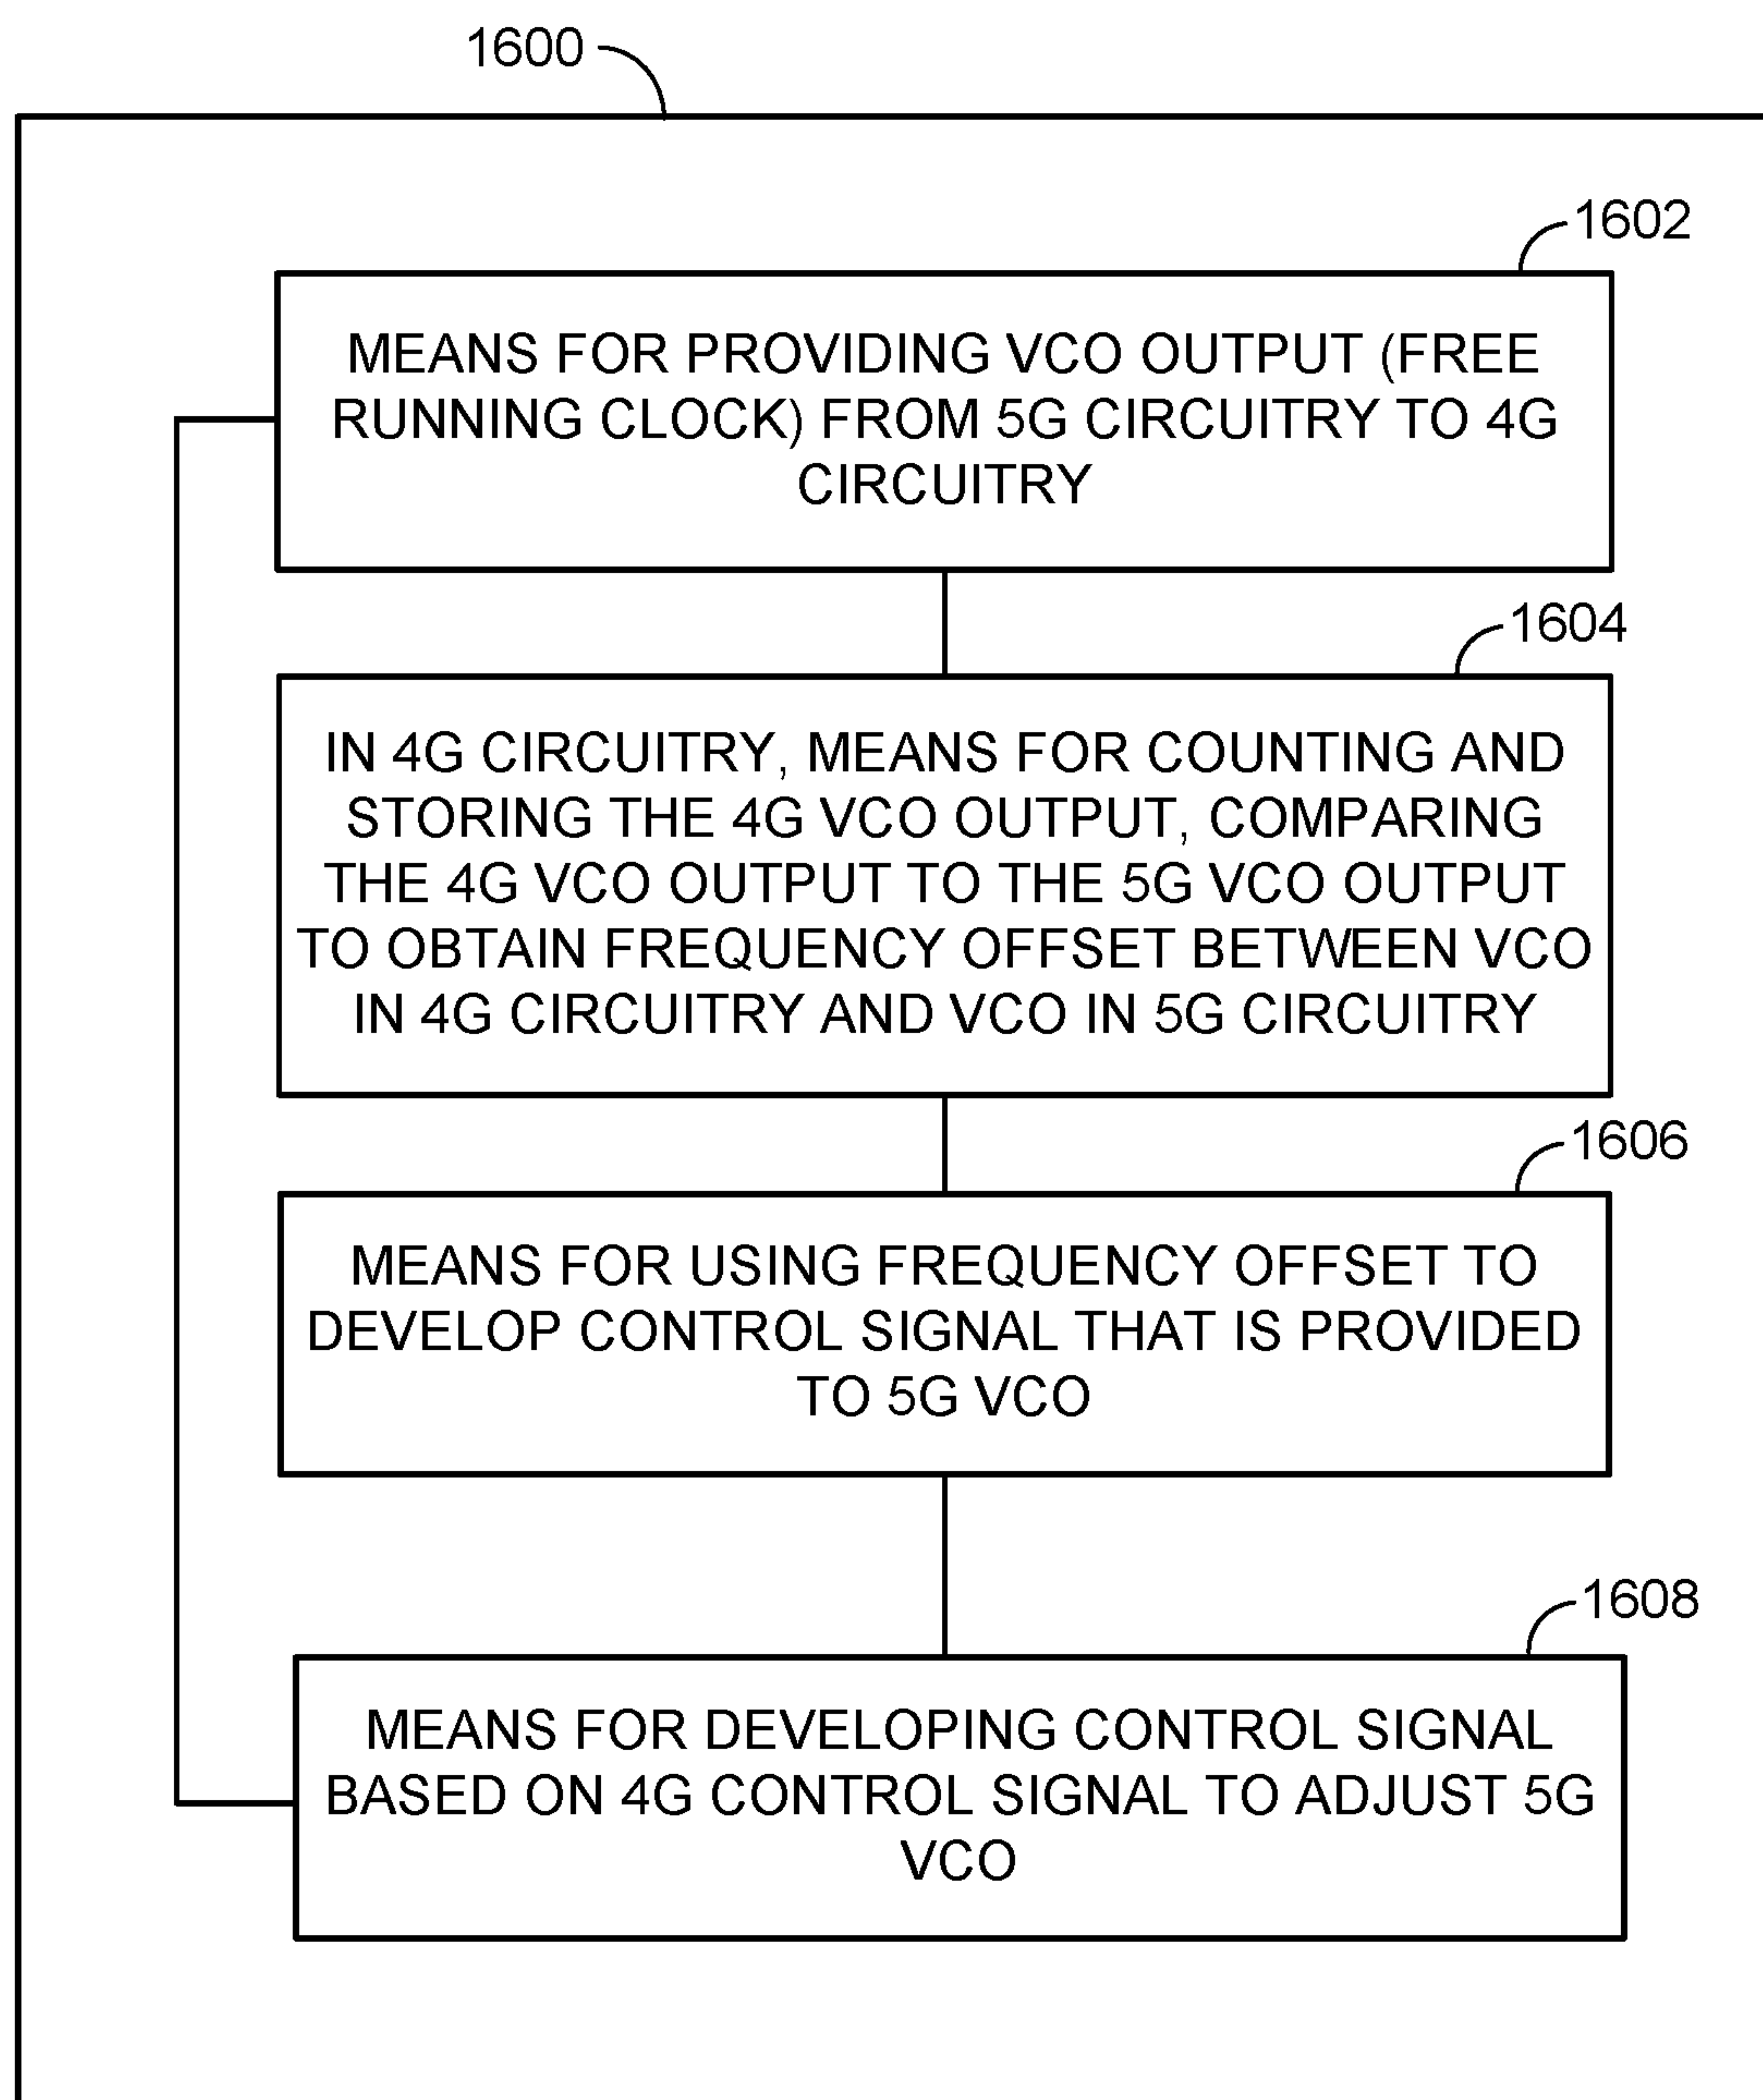 1600
1602
MEANS FOR PROVIDING VCO OUTPUT (FREE
RUNNING CLOCK) FROM 5G CIRCUITRY TO 4G
CIRCUITRY
1604
IN 4G CIRCUITRY, MEANS FOR COUNTING AND
STORING THE 4G VCO OUTPUT, COMPARING
THE 4G VCO OUTPUT TO THE 5G VCO OUTPUT
TO OBTAIN FREQUENCY OFFSET BETWEEN VCO
IN 4G CIRCUITRY AND VCO IN 5G CIRCUITRY
1606
MEANS FOR USING FREQUENCY OFFSET TO
DEVELOP CONTROL SIGNAL THAT IS PROVIDED
TO 5G VCO
1608
MEANS FOR DEVELOPING CONTROL SIGNAL
BASED ON 4G CONTROL SIGNAL TO ADJUST 5G
VCO